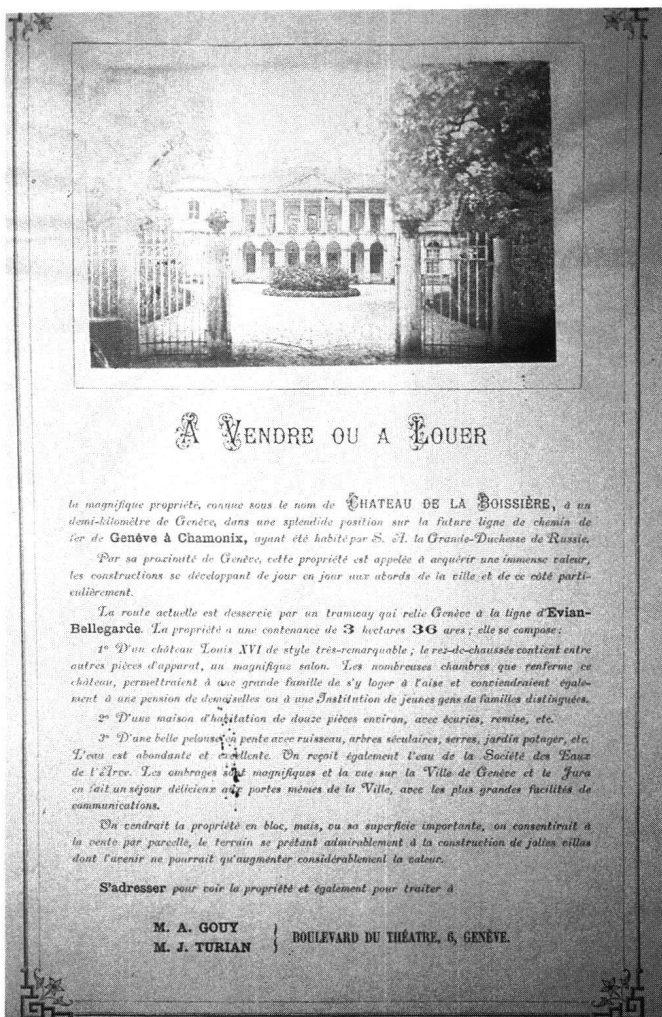 A VENDRE OU A LOUER
la magnifique propriété, connue sous le nom de CHATEAU DE LA BOISSIÈRE, à un
demi-kilomètre de Genève, dans une splendide position sur la future ligne de chemin de
fer de Genève à Chamonix, ayant été habité par S. A. la Grande-Duchesse de Russie.
Par sa proximité de Genève, cette propriété est appelée à acquérir une immense valeur,
les constructions se développant de jour en jour aux abords de la ville et de ce côté parti-
culièrement.
La route actuelle est desservie par un tramway qui relie Genève à la ligne d'Evian-
Bellegarde. La propriété a une contenance de 3 hectares 36 ares ; elle se compose :
1° D'un château Louis XVI de style très-remarquable ; le rez-de-chaussée contient entre
autres pièces d'apparat, un magnifique salon. Les nombreuses chambres que renferme ce
château, permettraient à une grande famille de s'y loger à l'aise et conviendraient égale-
ment à une pension de demoiselles ou à une Institution de jeunes gens de familles distinguées.
2° D'une maison d'habitation de douze pièces environ, avec écuries, remise, etc.
3° D'une belle pelouse en pente avec ruisseau, arbres séculaires, serres, jardin potager, etc.
L'eau est abondante et excellente. On reçoit également l'eau de la Société des Eaux
de l'Arve. Les ombrages sont magnifiques et la vue sur la Ville de Genève et le Jura
en fait un séjour délicieux aux portes mêmes de la Ville, avec les plus grandes facilités de
communications.
On vendrait la propriété en bloc, mais, vu sa superficie importante, on consentirait à
la vente par parcelle, le terrain se prêtant admirablement à la construction de jolies villas
dont l'avenir ne pourrait qu'augmenter considérablement la valeur.
S'adresser pour voir la propriété et également pour traiter à
M. A. GOUY
M. J. TURIAN
BOULEVARD DU THÉATRE, 6, GENÈVE.